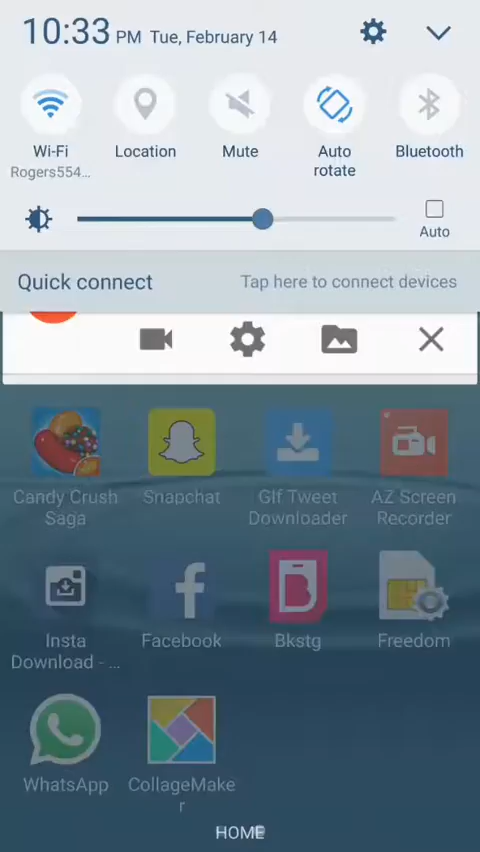 10:33 PM Tue, February 14
Wi-Fi
Rogers554...
Location
Mute
Auto
rotate
Bluetooth
Auto
Quick connect
Tap here to connect devices
Candy Crush
Saga
Snapchat
GIf Tweet
Downloader
AZ Screen
Recorder
Insta
Download - ...
Facebook
Bkstg
Freedom
WhatsApp
CollageMake
r
HOME